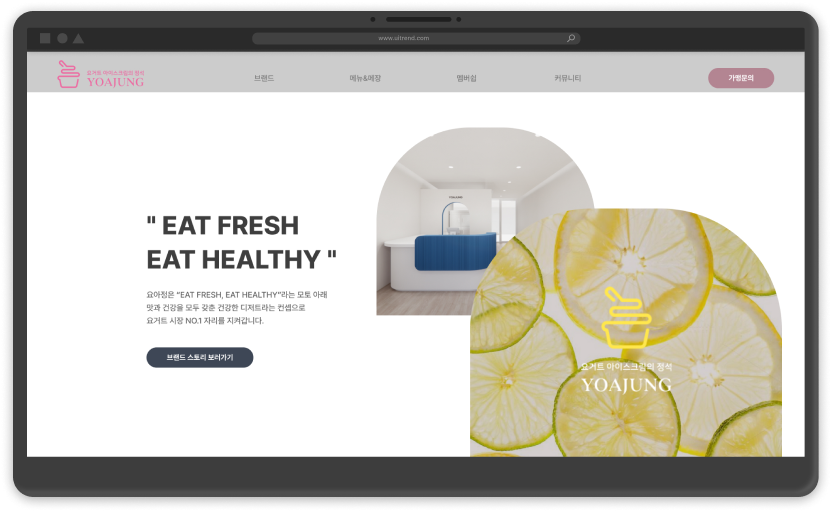 www.uitrend.com
요거트 아이스크림의 정석
YOAJUNG
브랜드
메뉴&매장
멤버쉽
커뮤니티
가맹문의
" EAT FRESH
EAT HEALTHY "
요아정은 “EAT FRESH, EAT HEALTHY”라는 모토 아래
맛과 건강을 모두 갖춘 건강한 디저트라는 컨셉으로
요거트 시장 NO.1 자리를 지켜갑니다.
브랜드 스토리 보러가기
요거트 아이스크림의 정석
YOAJUNG